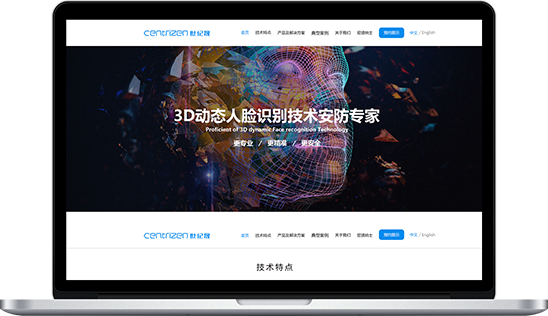 CENTRIZEN 世纪晟 首页 技术特点 产品及解决方案 典型案例 关于我们 招贤纳士 预约展示 中文 / English
3D动态人脸识别技术安防专家
Proficient of 3D dynamic Face recognition Technology
更专业 / 更精准 / 更安全
CENTRIZEN 世纪晟 首页 技术特点 产品及解决方案 典型案例 关于我们 招贤纳士 预约展示 中文 / English
技术特点